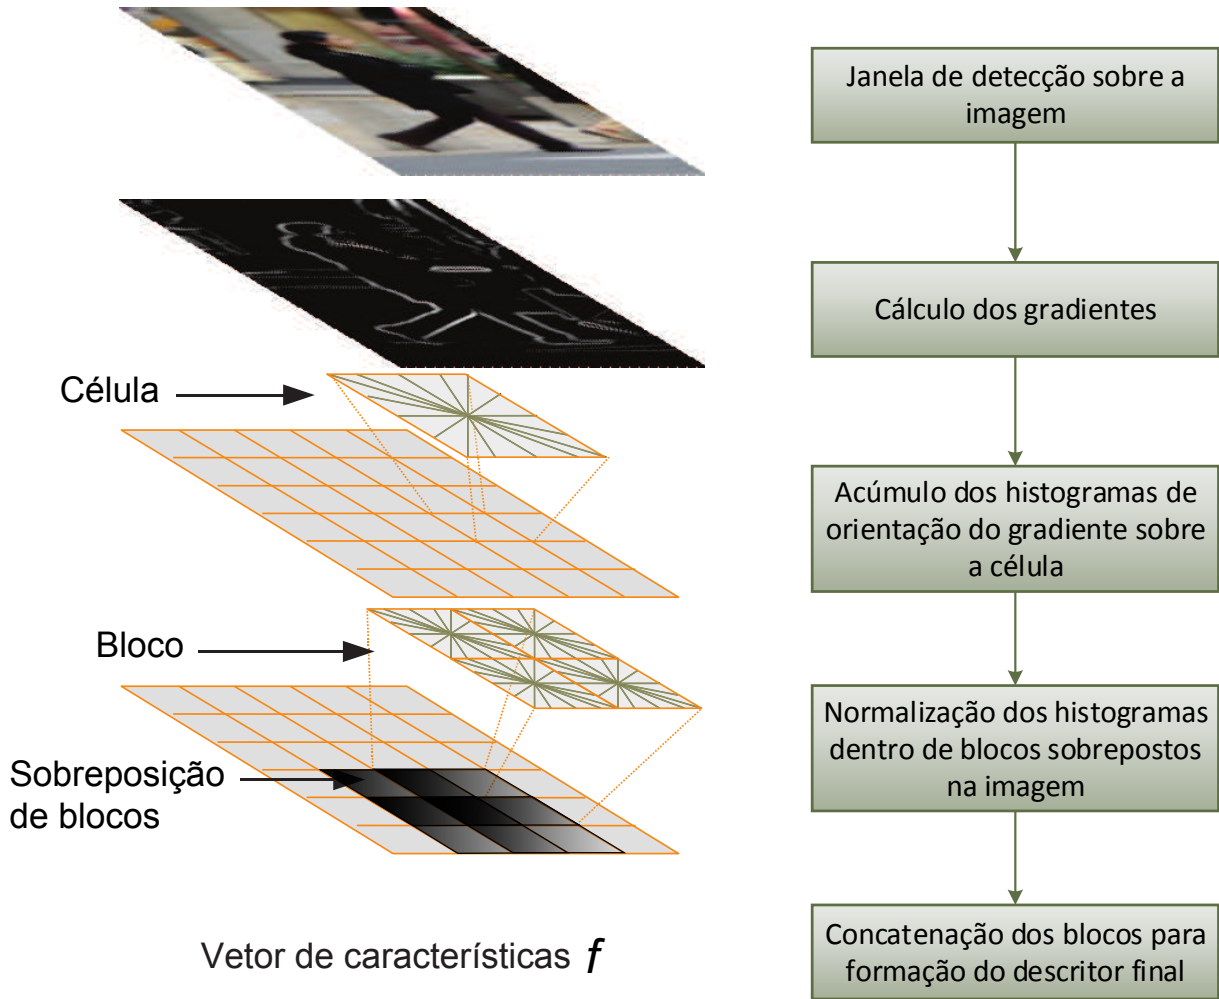 Janela de detecção sobre a
imagem
Cálculo dos gradientes
Célula
Acúmulo dos histogramas de
orientação do gradiente sobre
a célula
Bloco
Normalização dos histogramas
dentro de blocos sobrepostos
na imagem
Sobreposição
de blocos
Vetor de características f
Concatenação dos blocos para
formação do descritor final